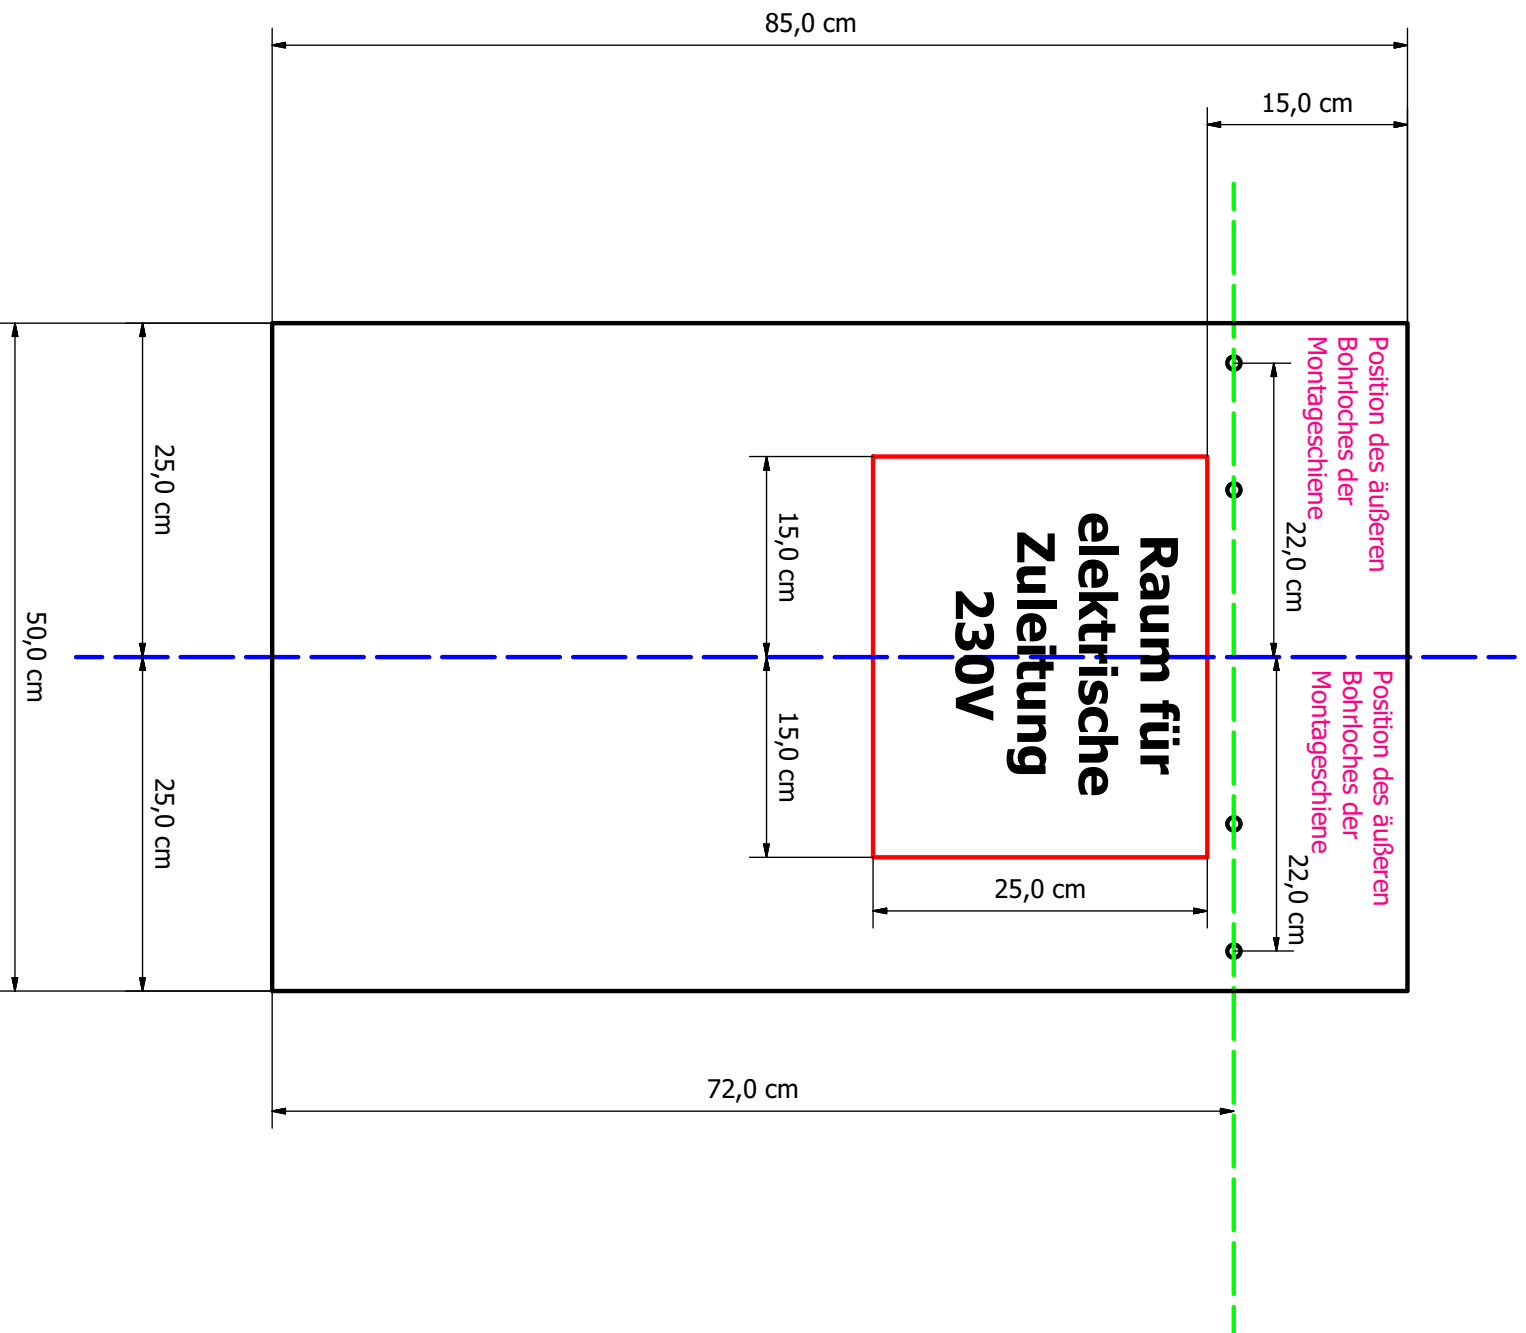 85,0 cm
15,0 cm
Position des äußeren
Bohrloches der
Montageschiene
22,0 cm
Position des äußeren
Bohrloches der
Montageschiene
22,0 cm
Raum für
elektrische
Zuleitung
230V
15,0 cm
15,0 cm
25,0 cm
25,0 cm
25,0 cm
50,0 cm
72,0 cm